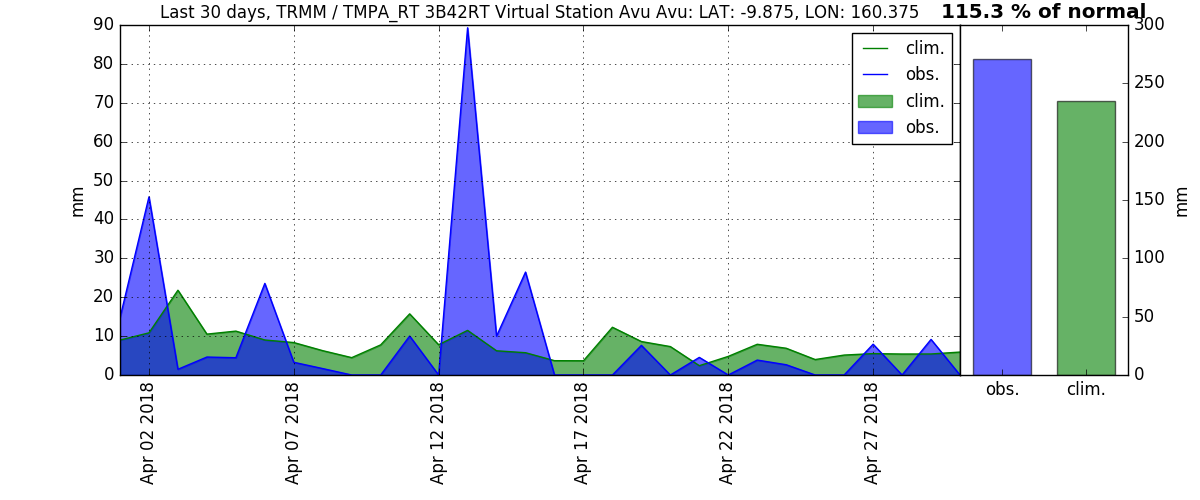 Last 30 days, TRMM / TMPA_RT 3B42RT Virtual Station Avu Avu: LAT: -9.875, LON: 160.375
115.3 % of normal
90
80
70
60
50
40
30
20
10
0
mm
clim.
obs.
clim.
obs.
300
250
200
150
100
50
0
mm
obs.
clim.
Apr 02 2018
Apr 07 2018
Apr 12 2018
Apr 17 2018
Apr 22 2018
Apr 27 2018